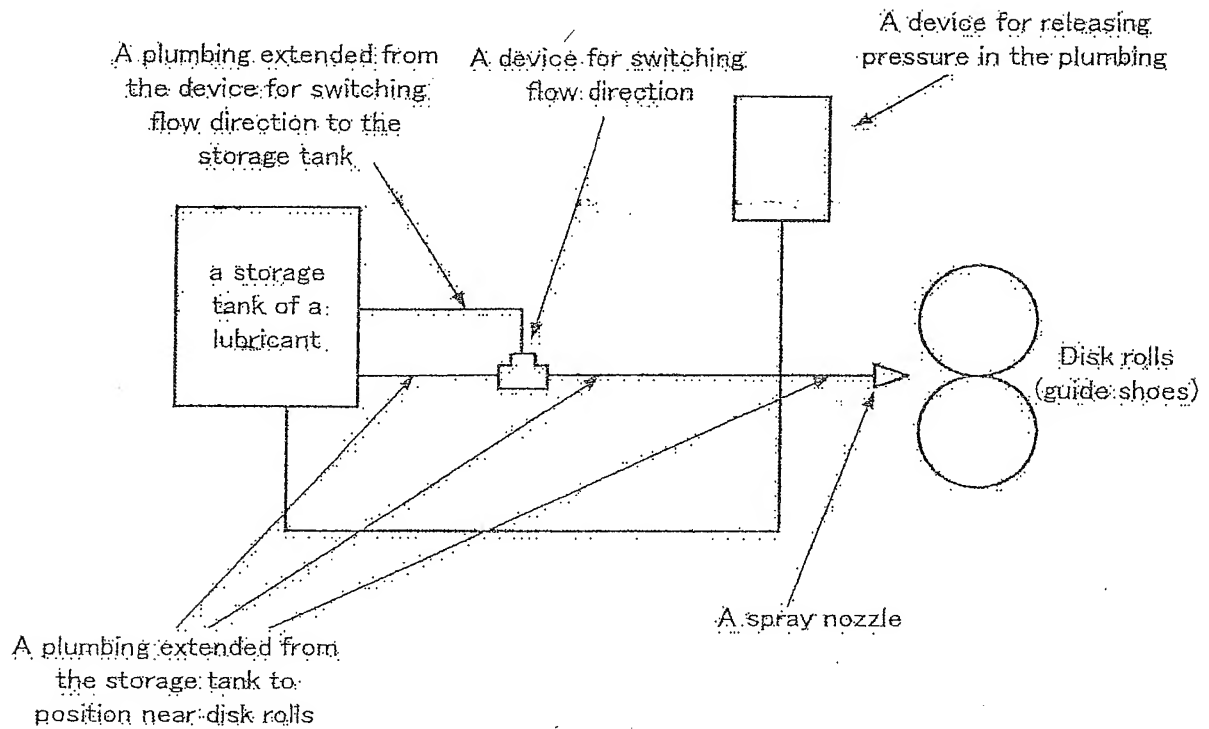 A plumbing extended from
the device for switching
flow direction to the
storage tank
A device for switching
flow direction
A device for releasing
pressure in the plumbing
a storage
tank of a
lubricant
Disk rolls
(guide shoes)
A spray nozzle
A plumbing extended from
the storage tank to
position near disk rolls